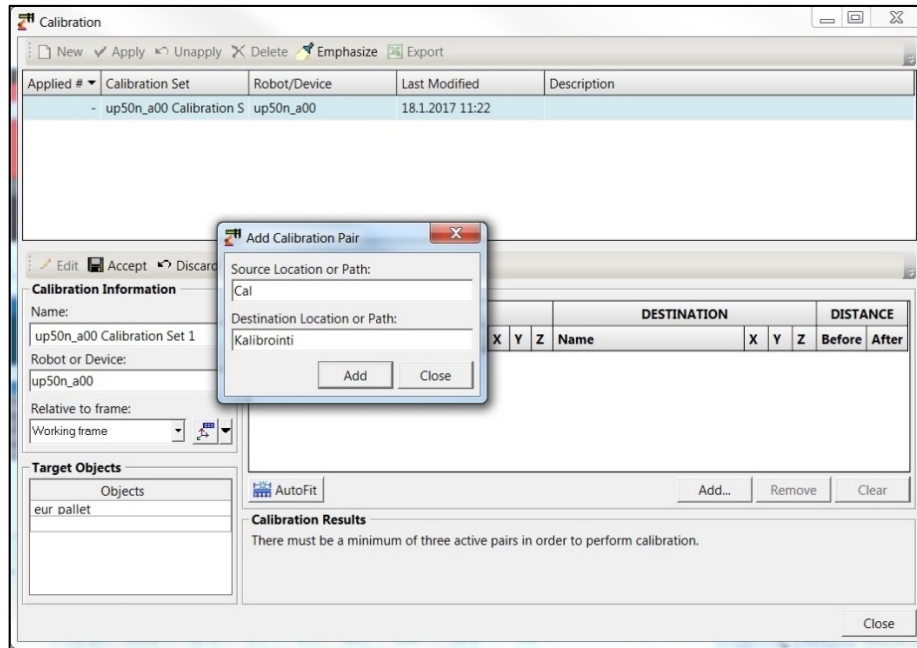 Calibration
New Apply Unapply Delete Emphasize Export
Applied # Calibration Set Robot/Device Last Modified Description
- up50n_a00 Calibration S up50n_a00 18.1.2017 11:22
Add Calibration Pair
Source Location or Path:
Cal
Destination Location or Path:
Kalibrointi
Add Close
Edit Accept Discard
Calibration Information
Name:
up50n_a00 Calibration Set 1
Robot or Device:
up50n_a00
Relative to frame:
Working frame
DESTINATION DISTANCE
X Y Z Name X Y Z Before After
Target Objects
Objects
eur_pallet
AutoFit Add... Remove Clear
Calibration Results
There must be a minimum of three active pairs in order to perform calibration.
Close